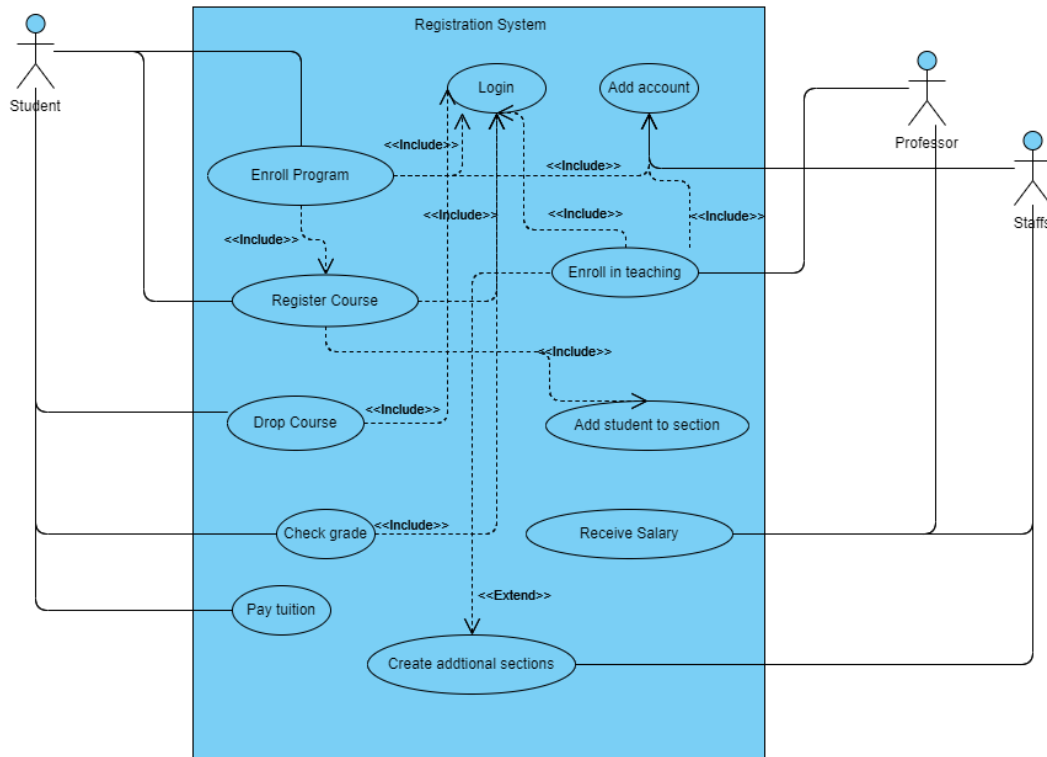 Registration System
Student
Login
Add account
Professor
Staffs
<<Include>>
<<Include>>
Enroll Program
<<Include>>
<<Include>>
<<Include>>
<<Include>>
<<Include>>
Enroll in teaching
Register Course
<<Include>>
<<Include>>
Drop Course
Add student to section
<<Include>>
Check grade
Receive Salary
<<Extend>>
Pay tuition
Create addtional sections